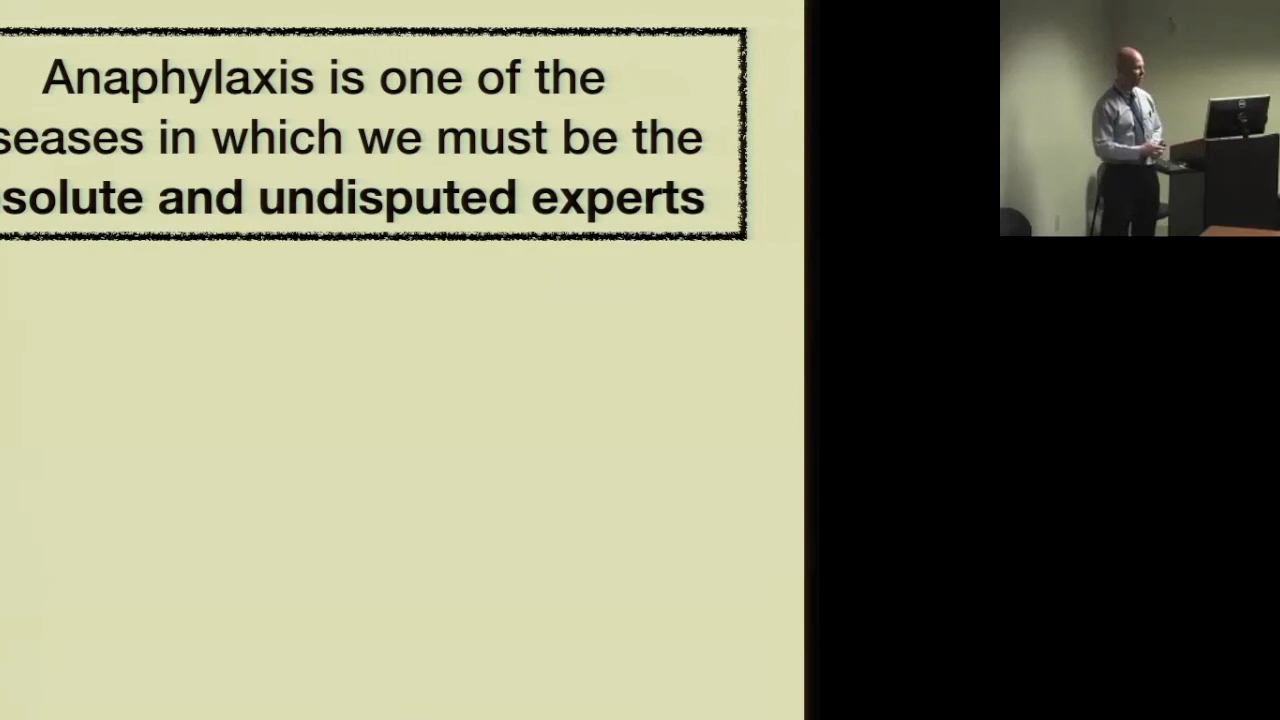 Anaphylaxis is one of the
seases in which we must be the
solute and undisputed experts